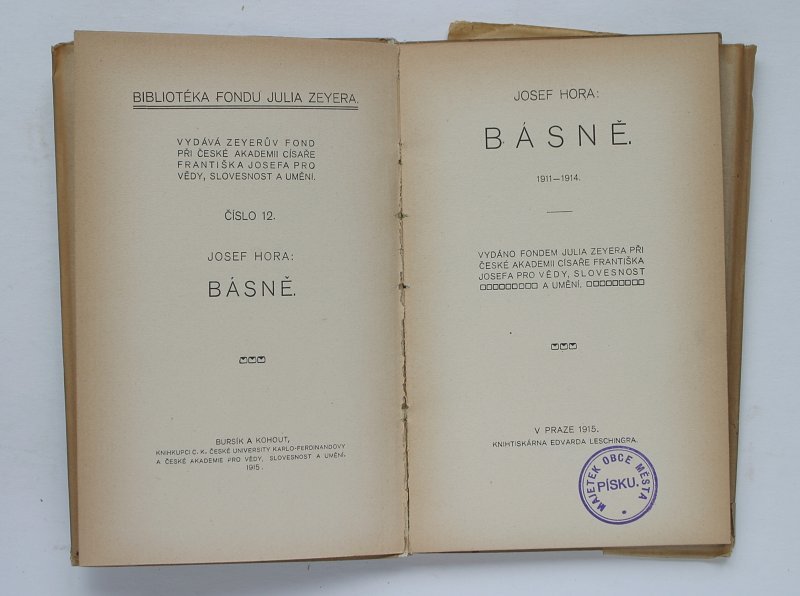 BIBLIOTÉKA FONDU JULIA ZEYERA.
VYDÁVÁ ZEYERŮV FOND
PŘI ČESKÉ AKADEMII CÍSAŘE
FRANTIŠKA JOSEFA PRO
VĚDY, SLOVESNOST A UMĚNÍ.
ČÍSLO 12.
JOSEF HORA:
BÁSNĚ.
BURSÍK A KOHOUT,
KNIHKUPCI C. K. ČESKÉ UNIVERSITY KARLO-FERDINANDOVY
A ČESKÉ AKADEMIE PRO VĚDY, SLOVESNOST A UMĚNÍ.
1915.
JOSEF HORA:
BÁSNĚ.
1911—1914.
VYDÁNO FONDEM JULIA ZEYERA PŘI
ČESKÉ AKADEMII CÍSAŘE FRANTIŠKA
JOSEFA PRO VĚDY, SLOVESNOST
A UMĚNÍ.
V PRAZE 1915.
KNIHTISKÁRNA EDVARDA LESCHINGRA.
MAJETEK OBCE MĚSTA
PÍSKU.